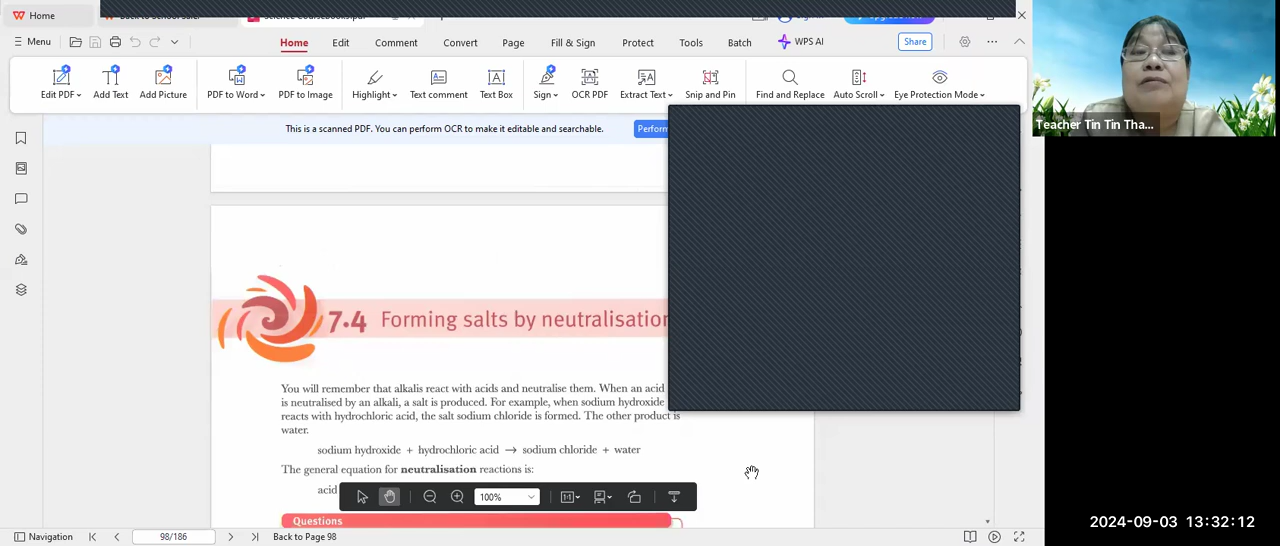 Home
Menu
Home Edit Comment Convert Page Fill & Sign Protect Tools Batch WPS AI Share
Edit PDF Add Text Add Picture PDF to Word PDF to Image Highlight Text comment Text Box Sign OCR PDF Extract Text Snip and Pin Find and Replace Auto Scroll Eye Protection Mode
Teacher Tin Tin Tha...
This is a scanned PDF. You can perform OCR to make it editable and searchable.
7.4 Forming salts by neutralisation
You will remember that alkalis react with acids and neutralise them. When an acid
is neutralised by an alkali, a salt is produced. For example, when sodium hydroxide
reacts with hydrochloric acid, the salt sodium chloride is formed. The other product is
water.
sodium hydroxide + hydrochloric acid → sodium chloride + water
The general equation for neutralisation reactions is:
acid
100%
Questions
2024-09-03 13:32:12
Navigation 98/186 Back to Page 98